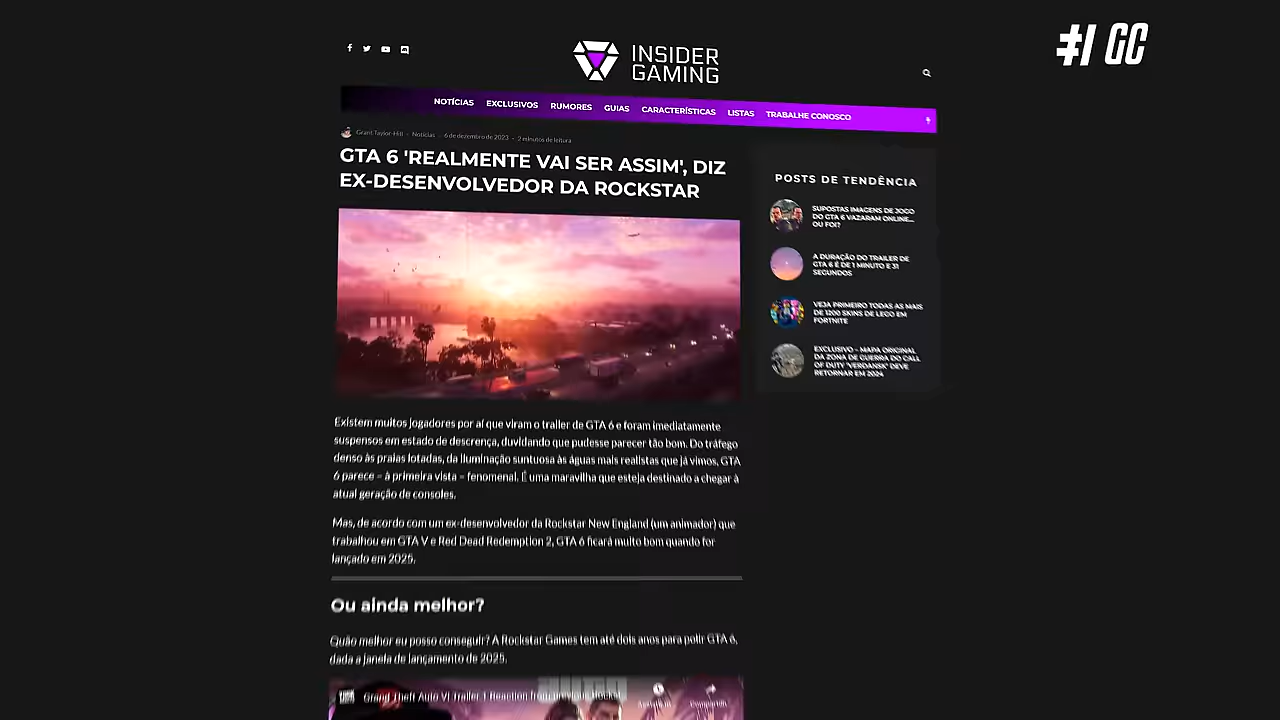 #1 GC
INSIDER
GAMING
NOTÍCIAS EXCLUSIVOS RUMORES GUIAS CARACTERÍSTICAS LISTAS TRABALHE CONOSCO
Grant Taylor-Hill - Notícias - 6 de dezembro de 2023 - 2 minutos de leitura
GTA 6 'REALMENTE VAI SER ASSIM', DIZ
EX-DESENVOLVEDOR DA ROCKSTAR
Existem muitos jogadores por aí que viram o trailer de GTA 6 e foram imediatamente
suspensos em estado de descrença, duvidando que pudesse parecer tão bom. Do tráfego
denso às praias lotadas, da iluminação suntuosa às águas mais realistas que já vimos, GTA
6 parece – à primeira vista – fenomenal. É uma maravilha que esteja destinado a chegar à
atual geração de consoles.
Mas, de acordo com um ex-desenvolvedor da Rockstar New England (um animador) que
trabalhou em GTA V e Red Dead Redemption 2, GTA 6 ficará muito bom quando for
lançado em 2025.
Ou ainda melhor?
Quão melhor eu posso conseguir? A Rockstar Games tem até dois anos para polir GTA 6,
dada a janela de lançamento de 2025.
Grand Theft Auto VI Trailer 1 Reaction from previous Rockst
POSTS DE TENDÊNCIA
SUPOSTAS IMAGENS DE JOGO
DO GTA 6 VAZARAM ONLINE...
OU FOI?
A DURAÇÃO DO TRAILER DE
GTA 6 É DE 1 MINUTO E 31
SEGUNDOS
VEJA PRIMEIRO TODAS AS MAIS
DE 1200 SKINS DE LEGO EM
FORTNITE
EXCLUSIVO – MAPA ORIGINAL
DA ZONA DE GUERRA DO CALL
OF DUTY "VERDANSK" DEVE
RETORNAR EM 2024